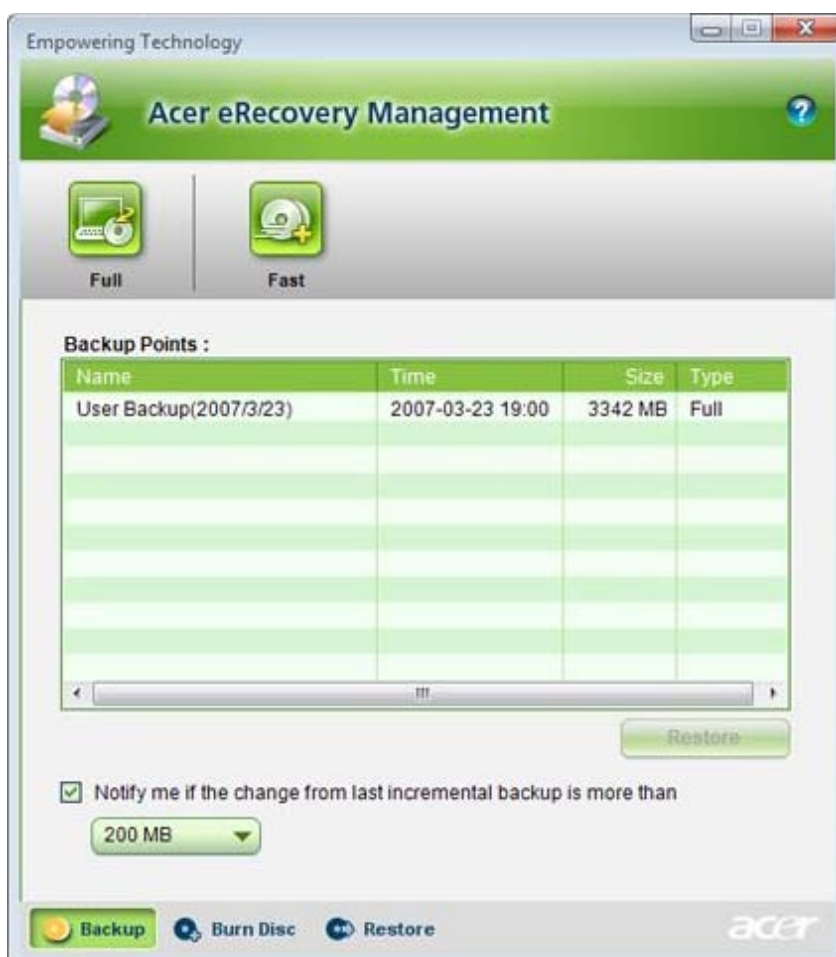 Empowering Technology
Acer eRecovery Management
?
Full Fast
Backup Points :
Name Time Size Type
User Backup(2007/3/23) 2007-03-23 19:00 3342 MB Full
Restore
Notify me if the change from last incremental backup is more than
200 MB
Backup Burn Disc Restore acer